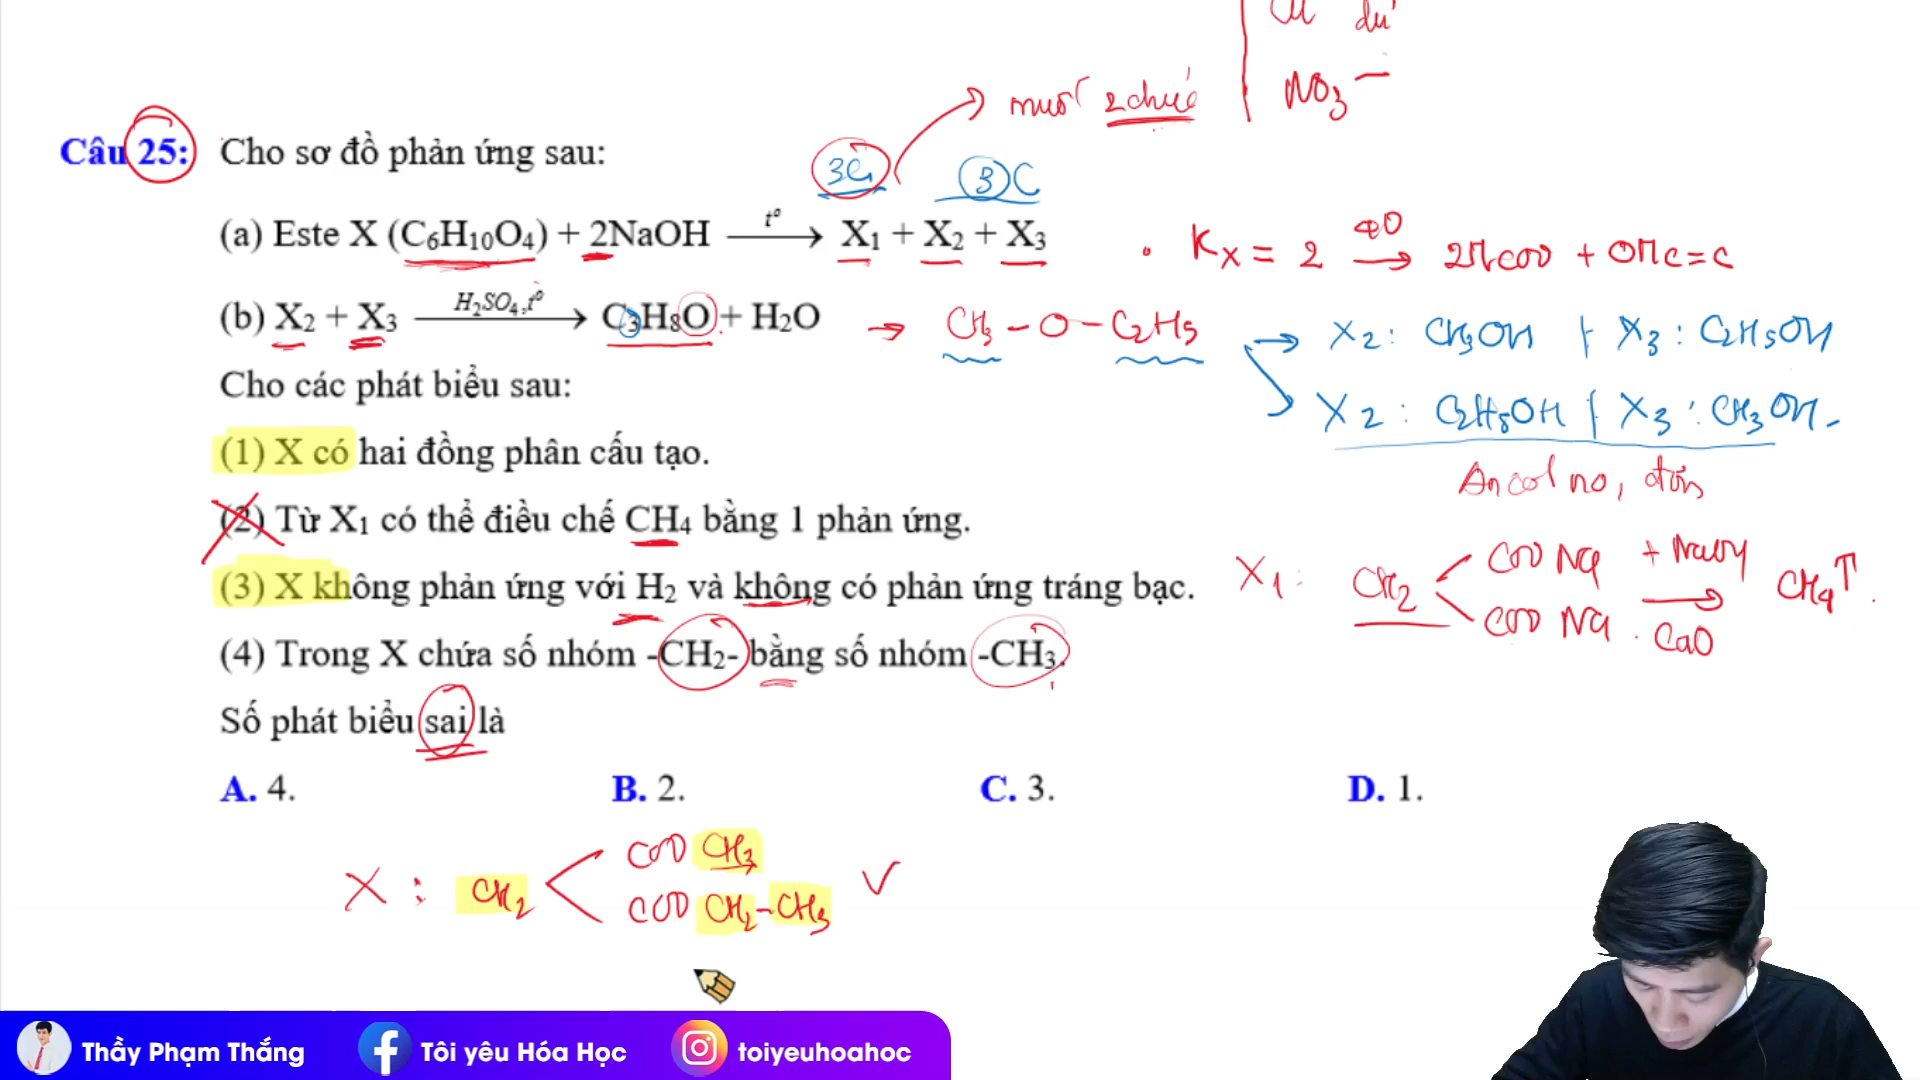 dư
NO3⁻
muối 2 chức
Câu 25: Cho sơ đồ phản ứng sau:
3C 3C
(a) Este X (C₆H₁₀O₄) + 2NaOH t° → X₁ + X₂ + X₃
• Kx = 2 → + C=C
(b) X₂ + X₃ H₂SO₄,t° → C₃H₈O + H₂O
→ CH3 - O - C2H5
→ X2 : CH3OH | X3 : C2H5OH
X2 : C2H5OH | X3 : CH3OH
Ancol no, đơn
Cho các phát biểu sau:
(1) X có hai đồng phân cấu tạo.
(2) Từ X₁ có thể điều chế CH₄ bằng 1 phản ứng.
(3) X không phản ứng với H₂ và không có phản ứng tráng bạc.
X1 : CH2 < COONa COONa + NaOH → CaO CH4↑
(4) Trong X chứa số nhóm -CH₂- bằng số nhóm -CH₃.
Số phát biểu sai là
A. 4. B. 2. C. 3. D. 1.
X : CH2 < COO CH3
COO CH2-CH3
Thầy Phạm Thắng Tôi yêu Hóa Học toiyeuhoahoc